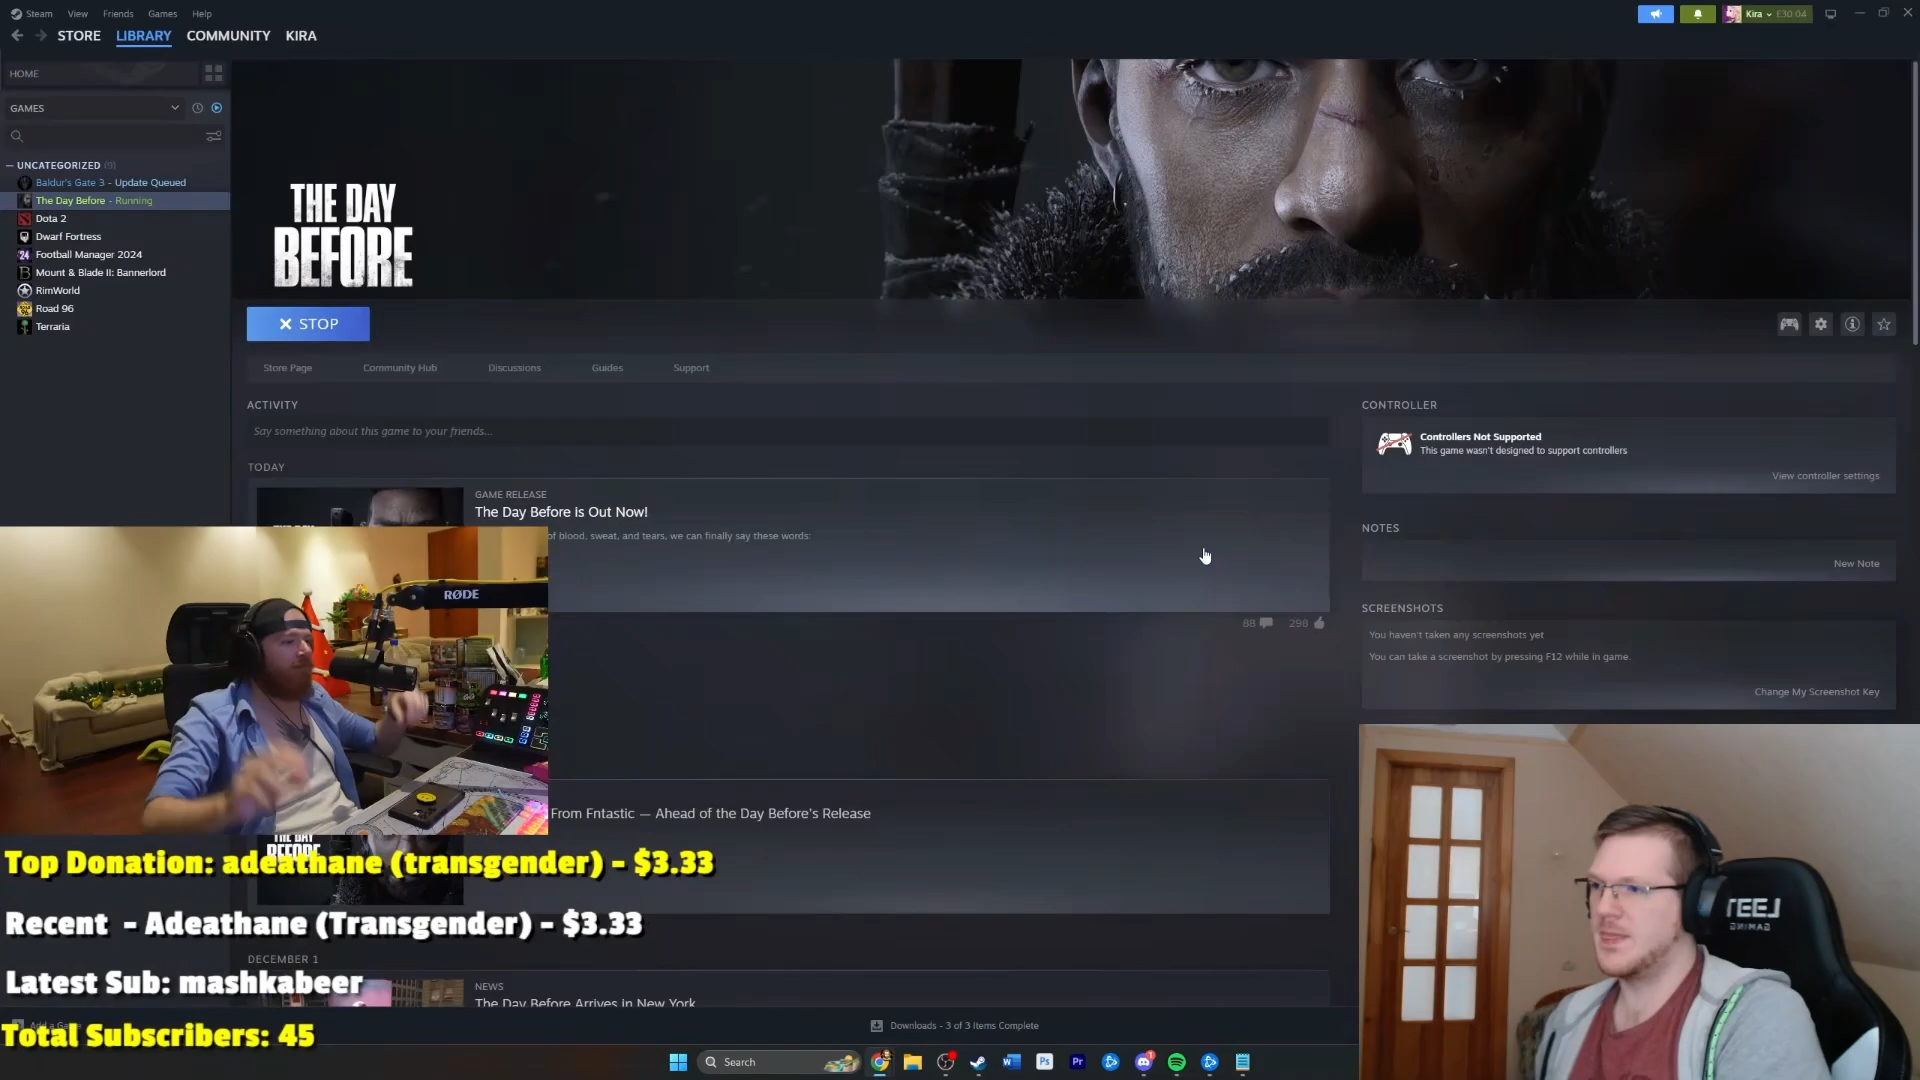 Steam View Friends Games Help
Kira £30.04
STORE LIBRARY COMMUNITY KIRA
HOME
GAMES
UNCATEGORIZED (9)
Baldur's Gate 3 - Update Queued
The Day Before - Running
Dota 2
Dwarf Fortress
Football Manager 2024
Mount & Blade II: Bannerlord
RimWorld
Road 96
Terraria
THE DAY
BEFORE
STOP
Store Page Community Hub Discussions Guides Support
ACTIVITY
Say something about this game to your friends...
TODAY
GAME RELEASE
The Day Before is Out Now!
of blood, sweat, and tears, we can finally say these words:
88 298
From Fntastic — Ahead of the Day Before's Release
DECEMBER 1
NEWS
The Day Before Arrives in New York
CONTROLLER
Controllers Not Supported
This game wasn't designed to support controllers
View controller settings
NOTES
New Note
SCREENSHOTS
You haven't taken any screenshots yet
You can take a screenshot by pressing F12 while in game.
Change My Screenshot Key
RØDE
Top Donation: adeathane (transgender) - $3.33
Recent - Adeathane (Transgender) - $3.33
Latest Sub: mashkabeer
Total Subscribers: 45
Add a Game
Downloads - 3 of 3 Items Complete
Search